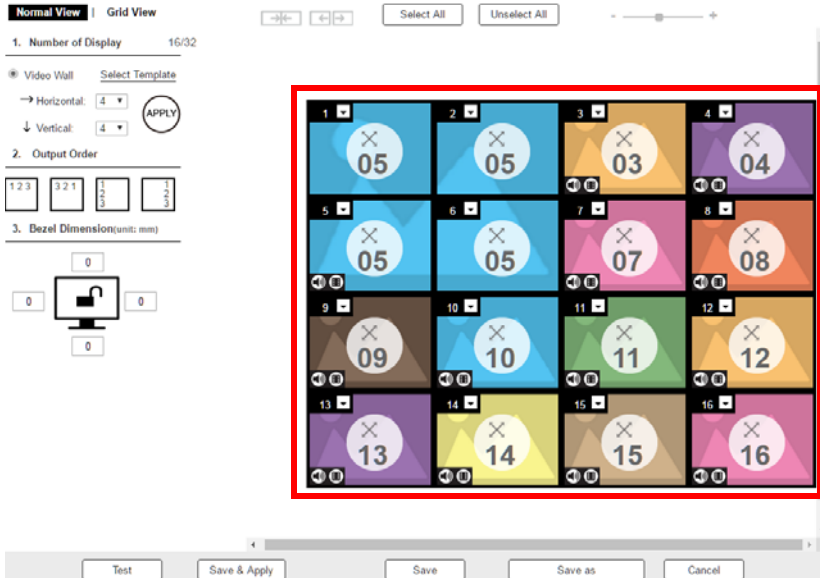 Normal View | Grid View
Select All Unselect All - +
1. Number of Display 16/32
Video Wall Select Template
Horizontal: 4
APPLY
Vertical: 4
2. Output Order
1 2 3 3 2 1 1 1
2 2
3 3
3. Bezel Dimension(unit: mm)
0
0 0
0
1 2 3 4
05 05 03 04
5 6 7 8
05 05 07 08
9 10 11 12
09 10 11 12
13 14 15 16
13 14 15 16
Test Save & Apply Save Save as Cancel